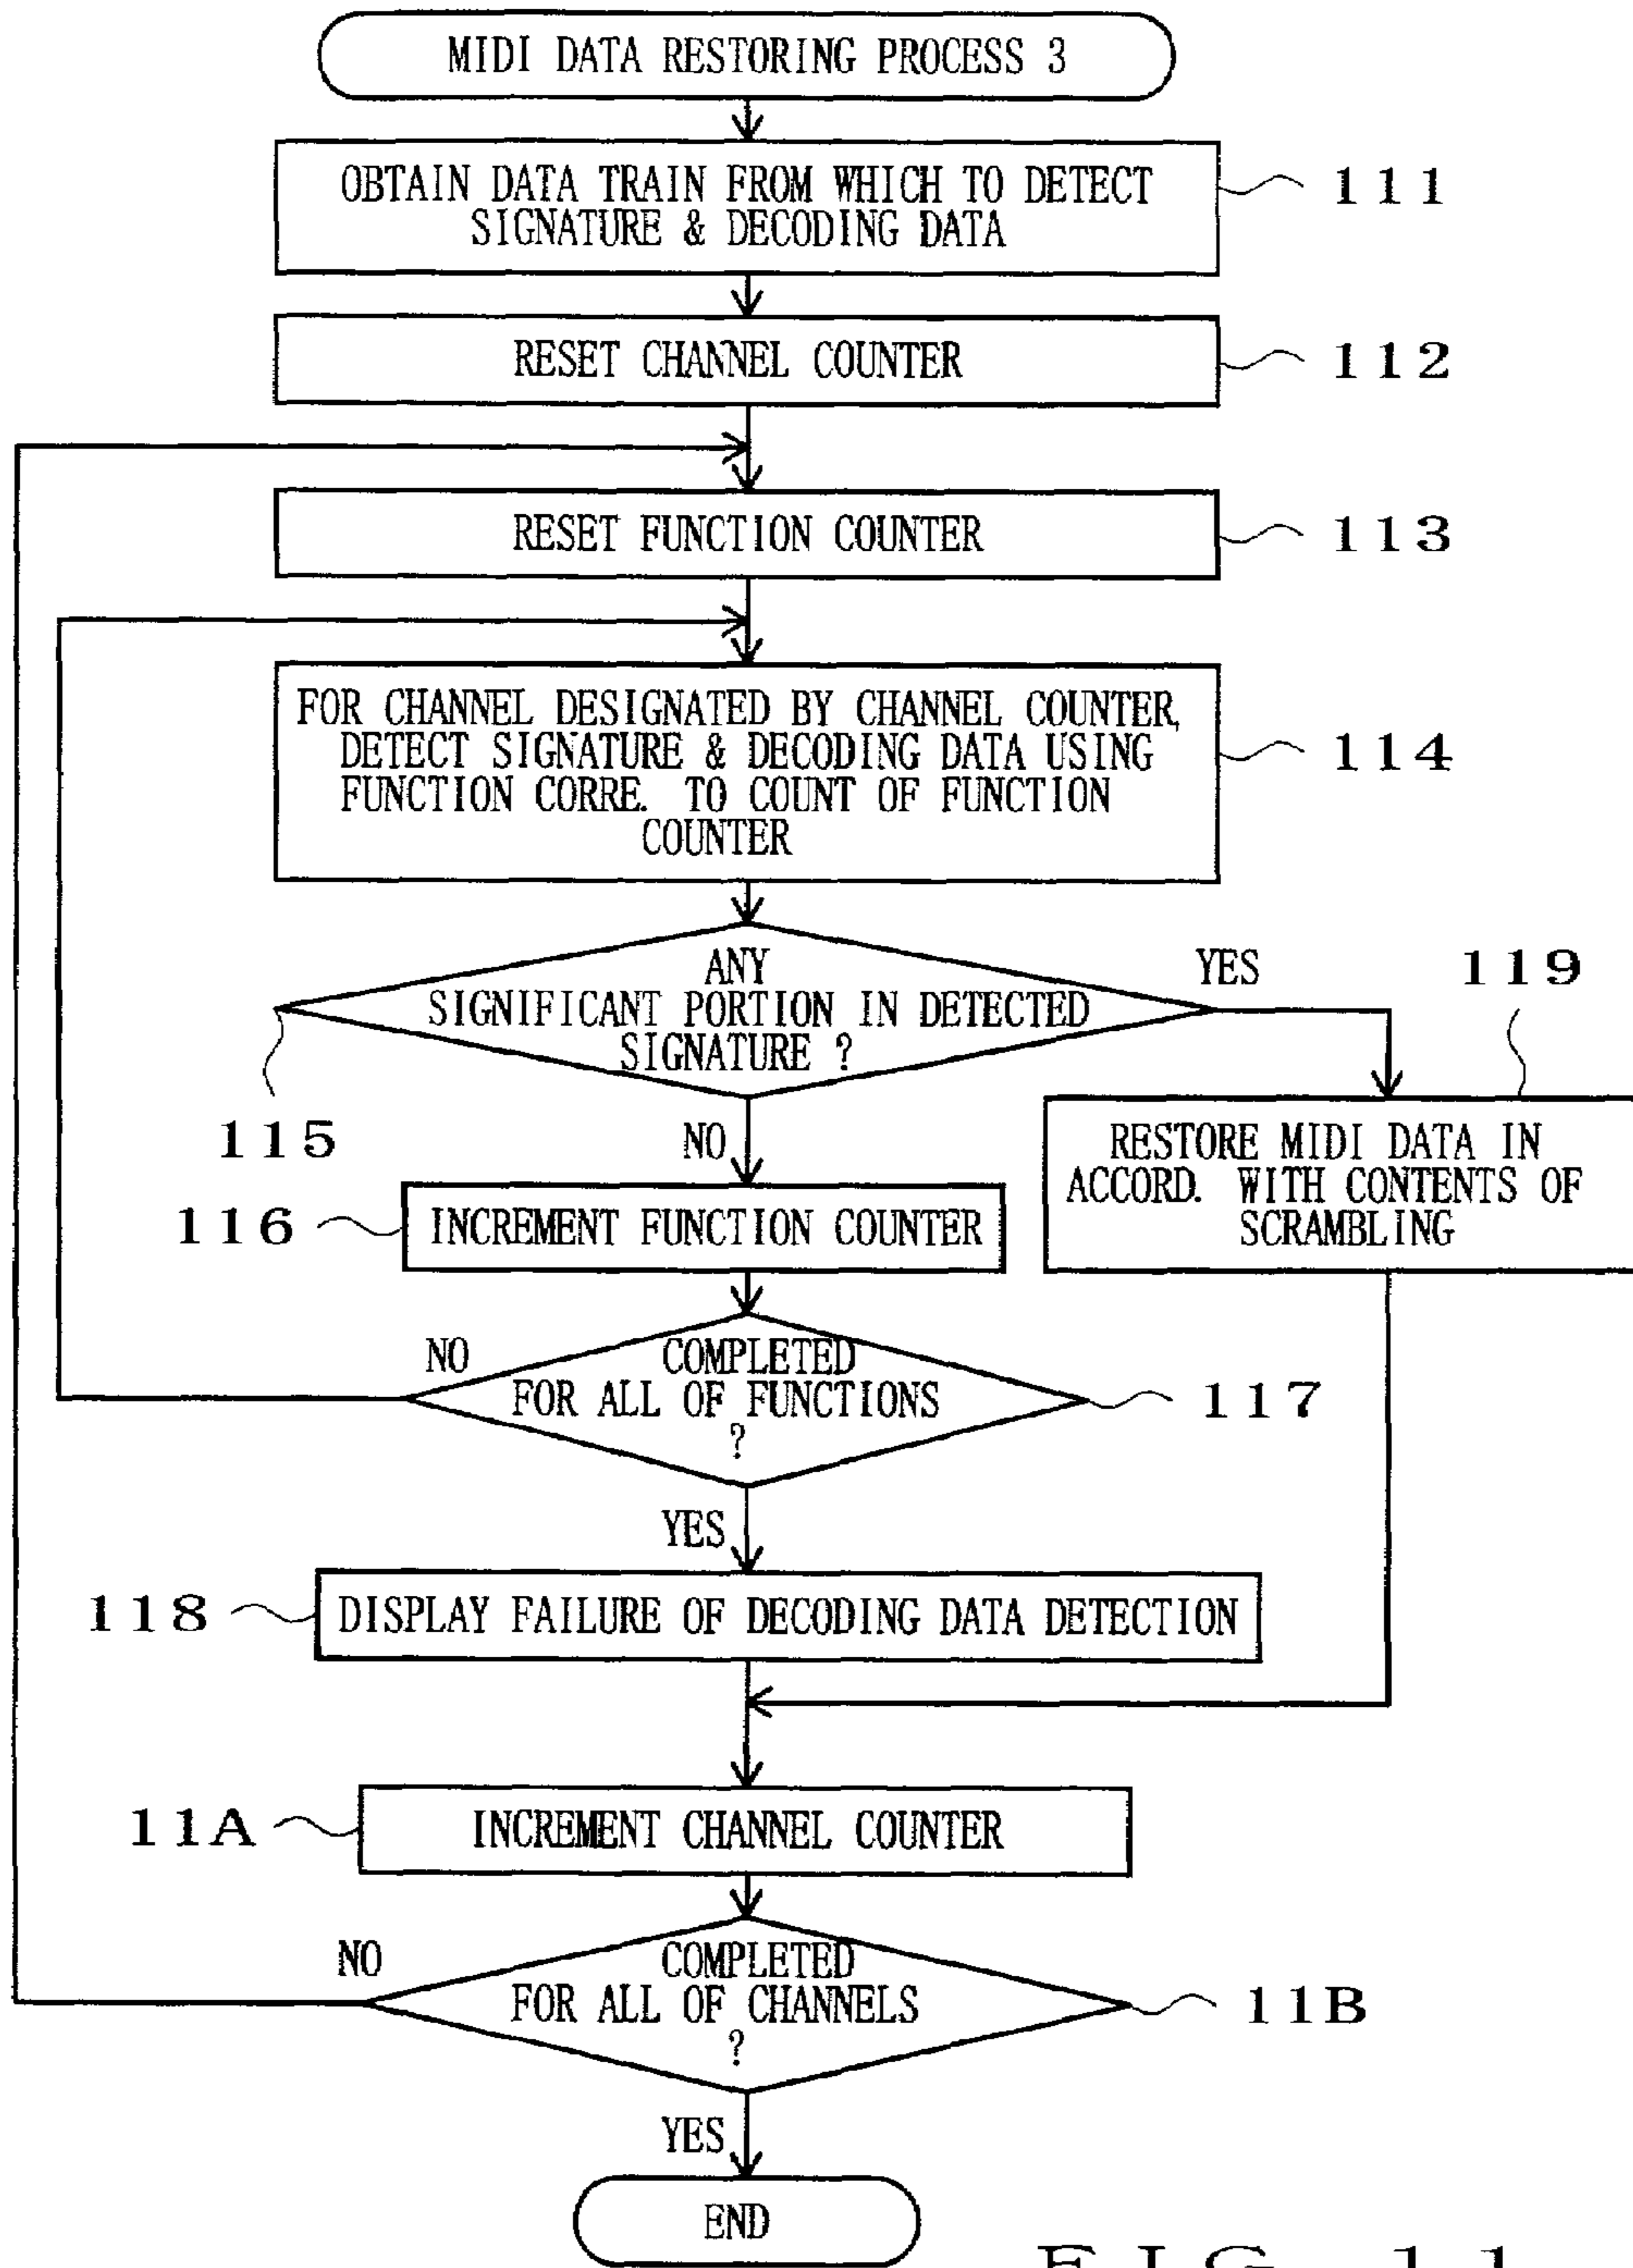 MIDI DATA RESTORING PROCESS 3
OBTAIN DATA TRAIN FROM WHICH TO DETECT
SIGNATURE & DECODING DATA
111
RESET CHANNEL COUNTER
112
RESET FUNCTION COUNTER
113
FOR CHANNEL DESIGNATED BY CHANNEL COUNTER,
DETECT SIGNATURE & DECODING DATA USING
FUNCTION CORRE. TO COUNT OF FUNCTION
COUNTER
114
ANY
SIGNIFICANT PORTION IN DETECTED
SIGNATURE ?
115
YES
119
NO
RESTORE MIDI DATA IN
ACCORD. WITH CONTENTS OF
SCRAMBLING
116
INCREMENT FUNCTION COUNTER
NO
COMPLETED
FOR ALL OF FUNCTIONS
?
117
YES
118
DISPLAY FAILURE OF DECODING DATA DETECTION
11A
INCREMENT CHANNEL COUNTER
NO
COMPLETED
FOR ALL OF CHANNELS
?
11B
YES
END
FIG. 11